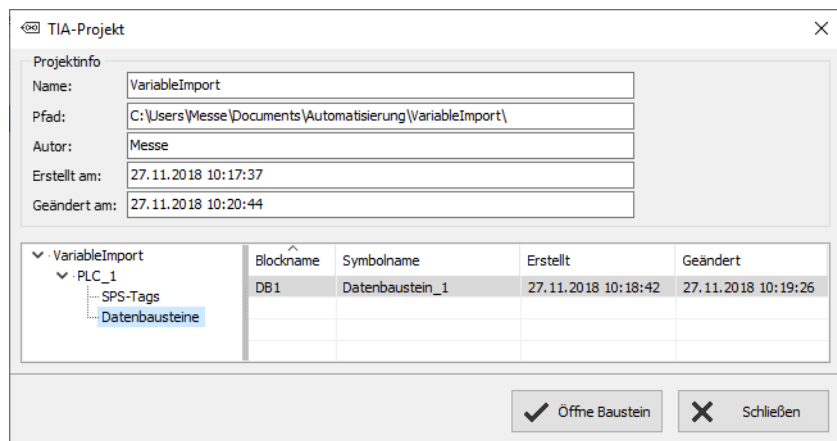 TIA-Projekt
Projektinfo
Name: VariableImport
Pfad: C:\Users\Messe\Documents\Automatisierung\VariableImport\
Autor: Messe
Erstellt am: 27.11.2018 10:17:37
Geändert am: 27.11.2018 10:20:44
VariableImport
PLC_1
SPS-Tags
Datenbausteine
Blockname Symbolname Erstellt Geändert
DB1 Datenbaustein_1 27.11.2018 10:18:42 27.11.2018 10:19:26
Öffne Baustein Schließen